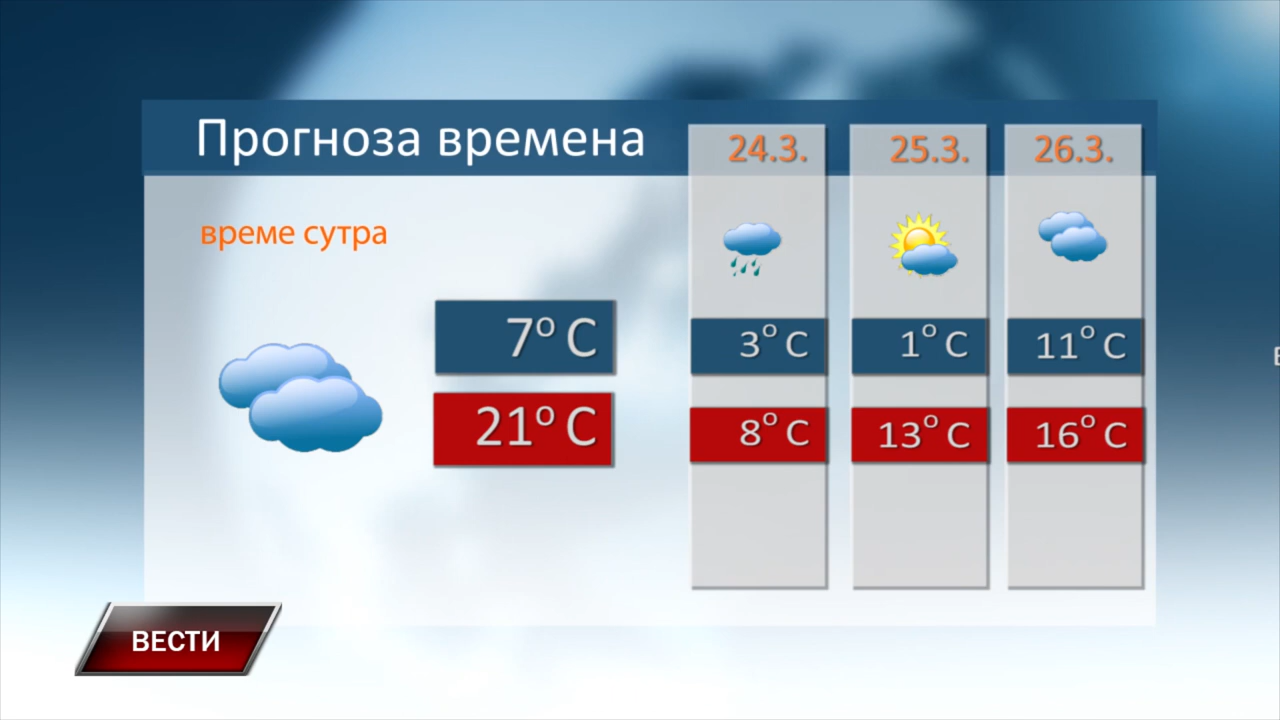 Прогноза времена
време сутра
7° C
21° C
24.3.
3° C
8° C
25.3.
1° C
13° C
26.3.
11° C
16° C
ВЕСТИ